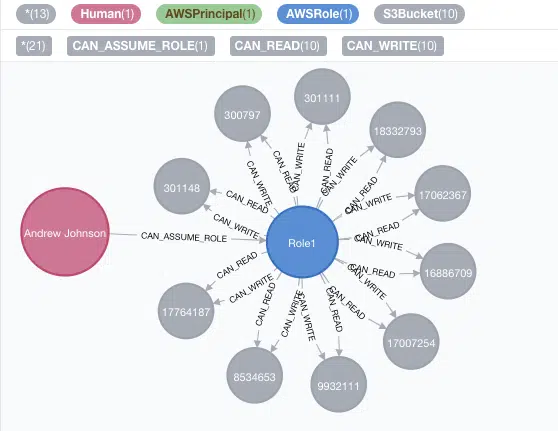 *(13) Human(1) AWSPrincipal(1) AWSRole(1) S3Bucket(10)
*(21) CAN_ASSUME_ROLE(1) CAN_READ(10) CAN_WRITE(10)
301111
300797
18332793
CAN_WRITE
CAN_READ
CAN_READ
CAN_WRITE
CAN_WRITE
CAN_READ
301148
17062367
CAN_READ
CAN_WRITE
CAN_WRITE
CAN_READ
Andrew Johnson
CAN_ASSUME_ROLE
Role1
CAN_WRITE
CAN_READ
CAN_READ
16886709
CAN_WRITE
CAN_WRITE
CAN_READ
17764187
CAN_READ
CAN_WRITE
CAN_WRITE
CAN_READ
17007254
8534653
9932111